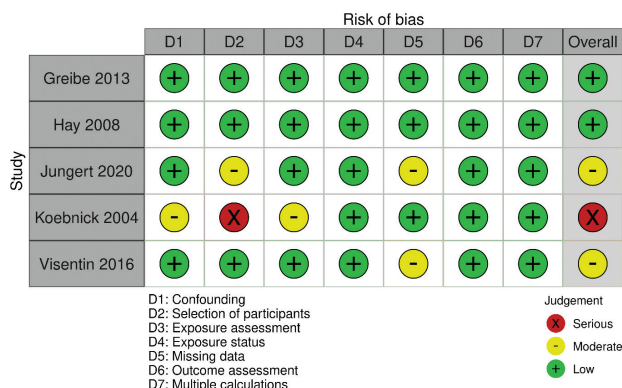 Risk of bias
D1 D2 D3 D4 D5 D6 D7 Overall
Greibe 2013 + + + + + + + +
Hay 2008 + + + + + + + +
Jungert 2020 + - + + - + + -
Koebnick 2004 - X - + + + + X
Visentin 2016 + + + + - + + -
Study
D1: Confounding
D2: Selection of participants
D3: Exposure assessment
D4: Exposure status
D5: Missing data
D6: Outcome assessment
D7: Multiple calculations
Judgement
X Serious
- Moderate
+ Low